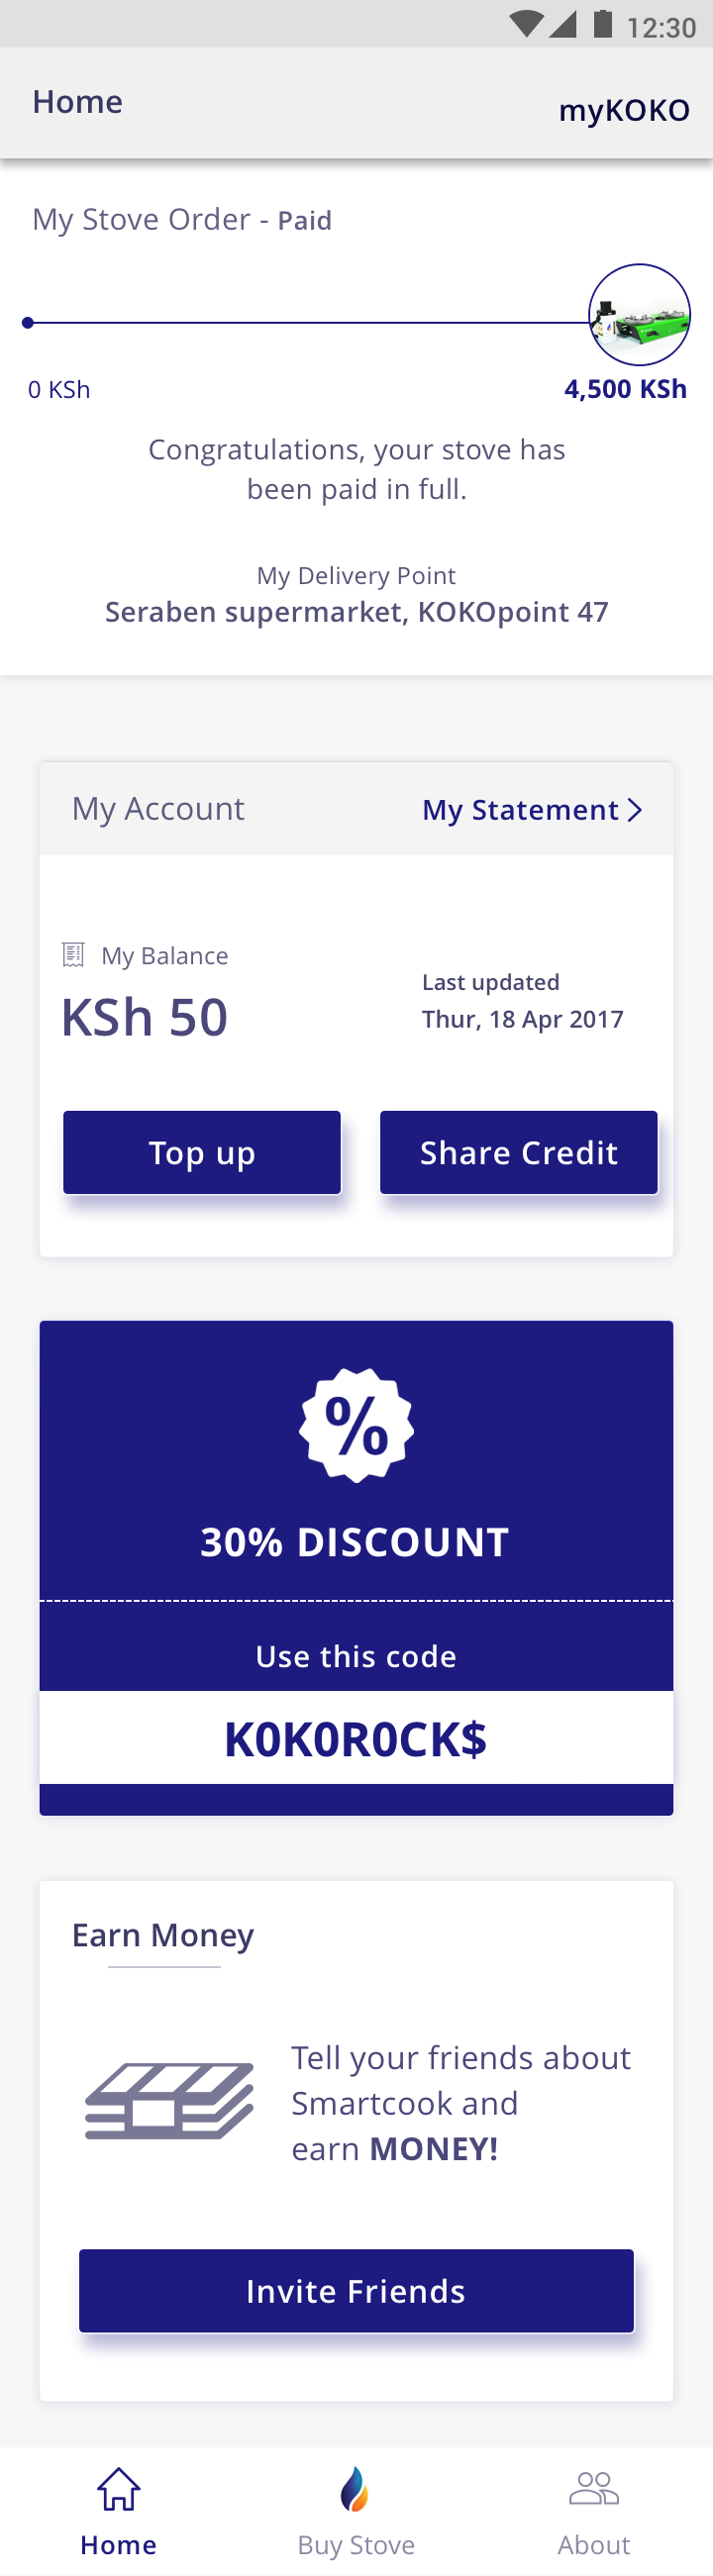 12:30
Home
myKOKO
My Stove Order - Paid
0 KSh
4,500 KSh
Congratulations, your stove has
been paid in full.
My Delivery Point
Seraben supermarket, KOKOpoint 47
My Account
My Statement
My Balance
KSh 50
Last updated
Thur, 18 Apr 2017
Top up
Share Credit
%
30% DISCOUNT
Use this code
K0K0R0CK$
Earn Money
Tell your friends about
Smartcook and
earn MONEY!
Invite Friends
Home
Buy Stove
About